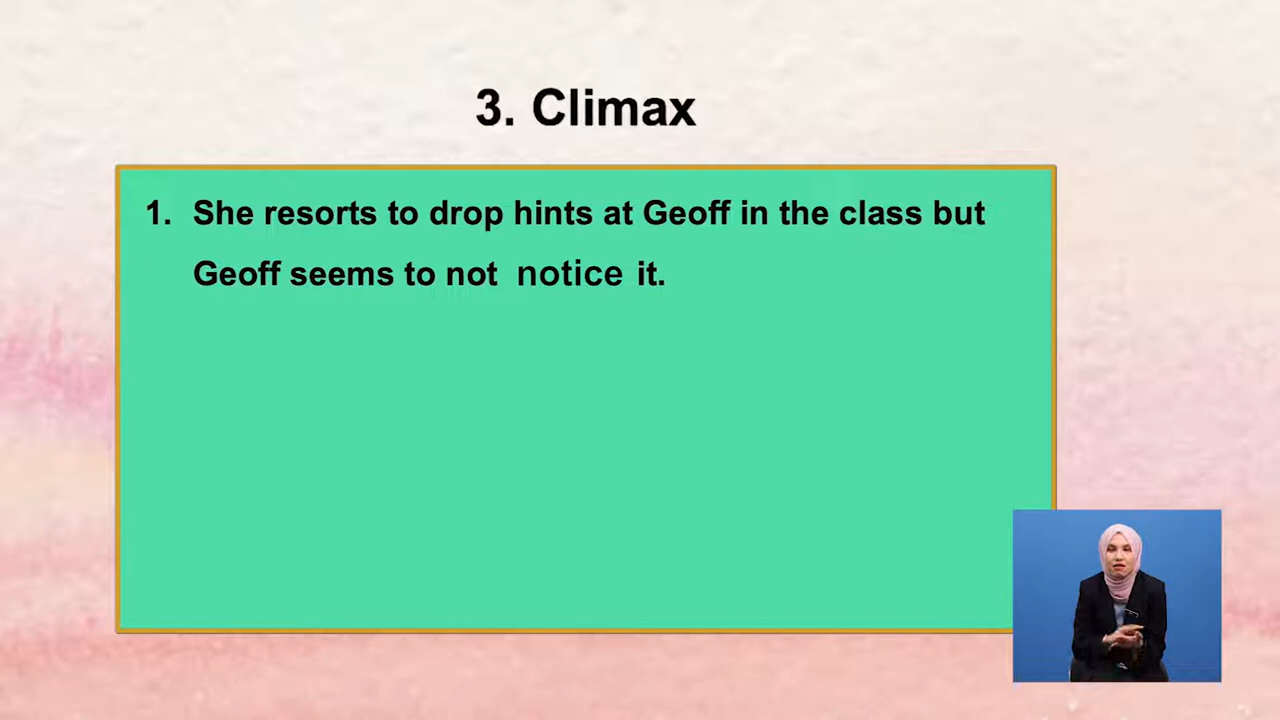 3. Climax
1. She resorts to drop hints at Geoff in the class but
Geoff seems to not notice it.